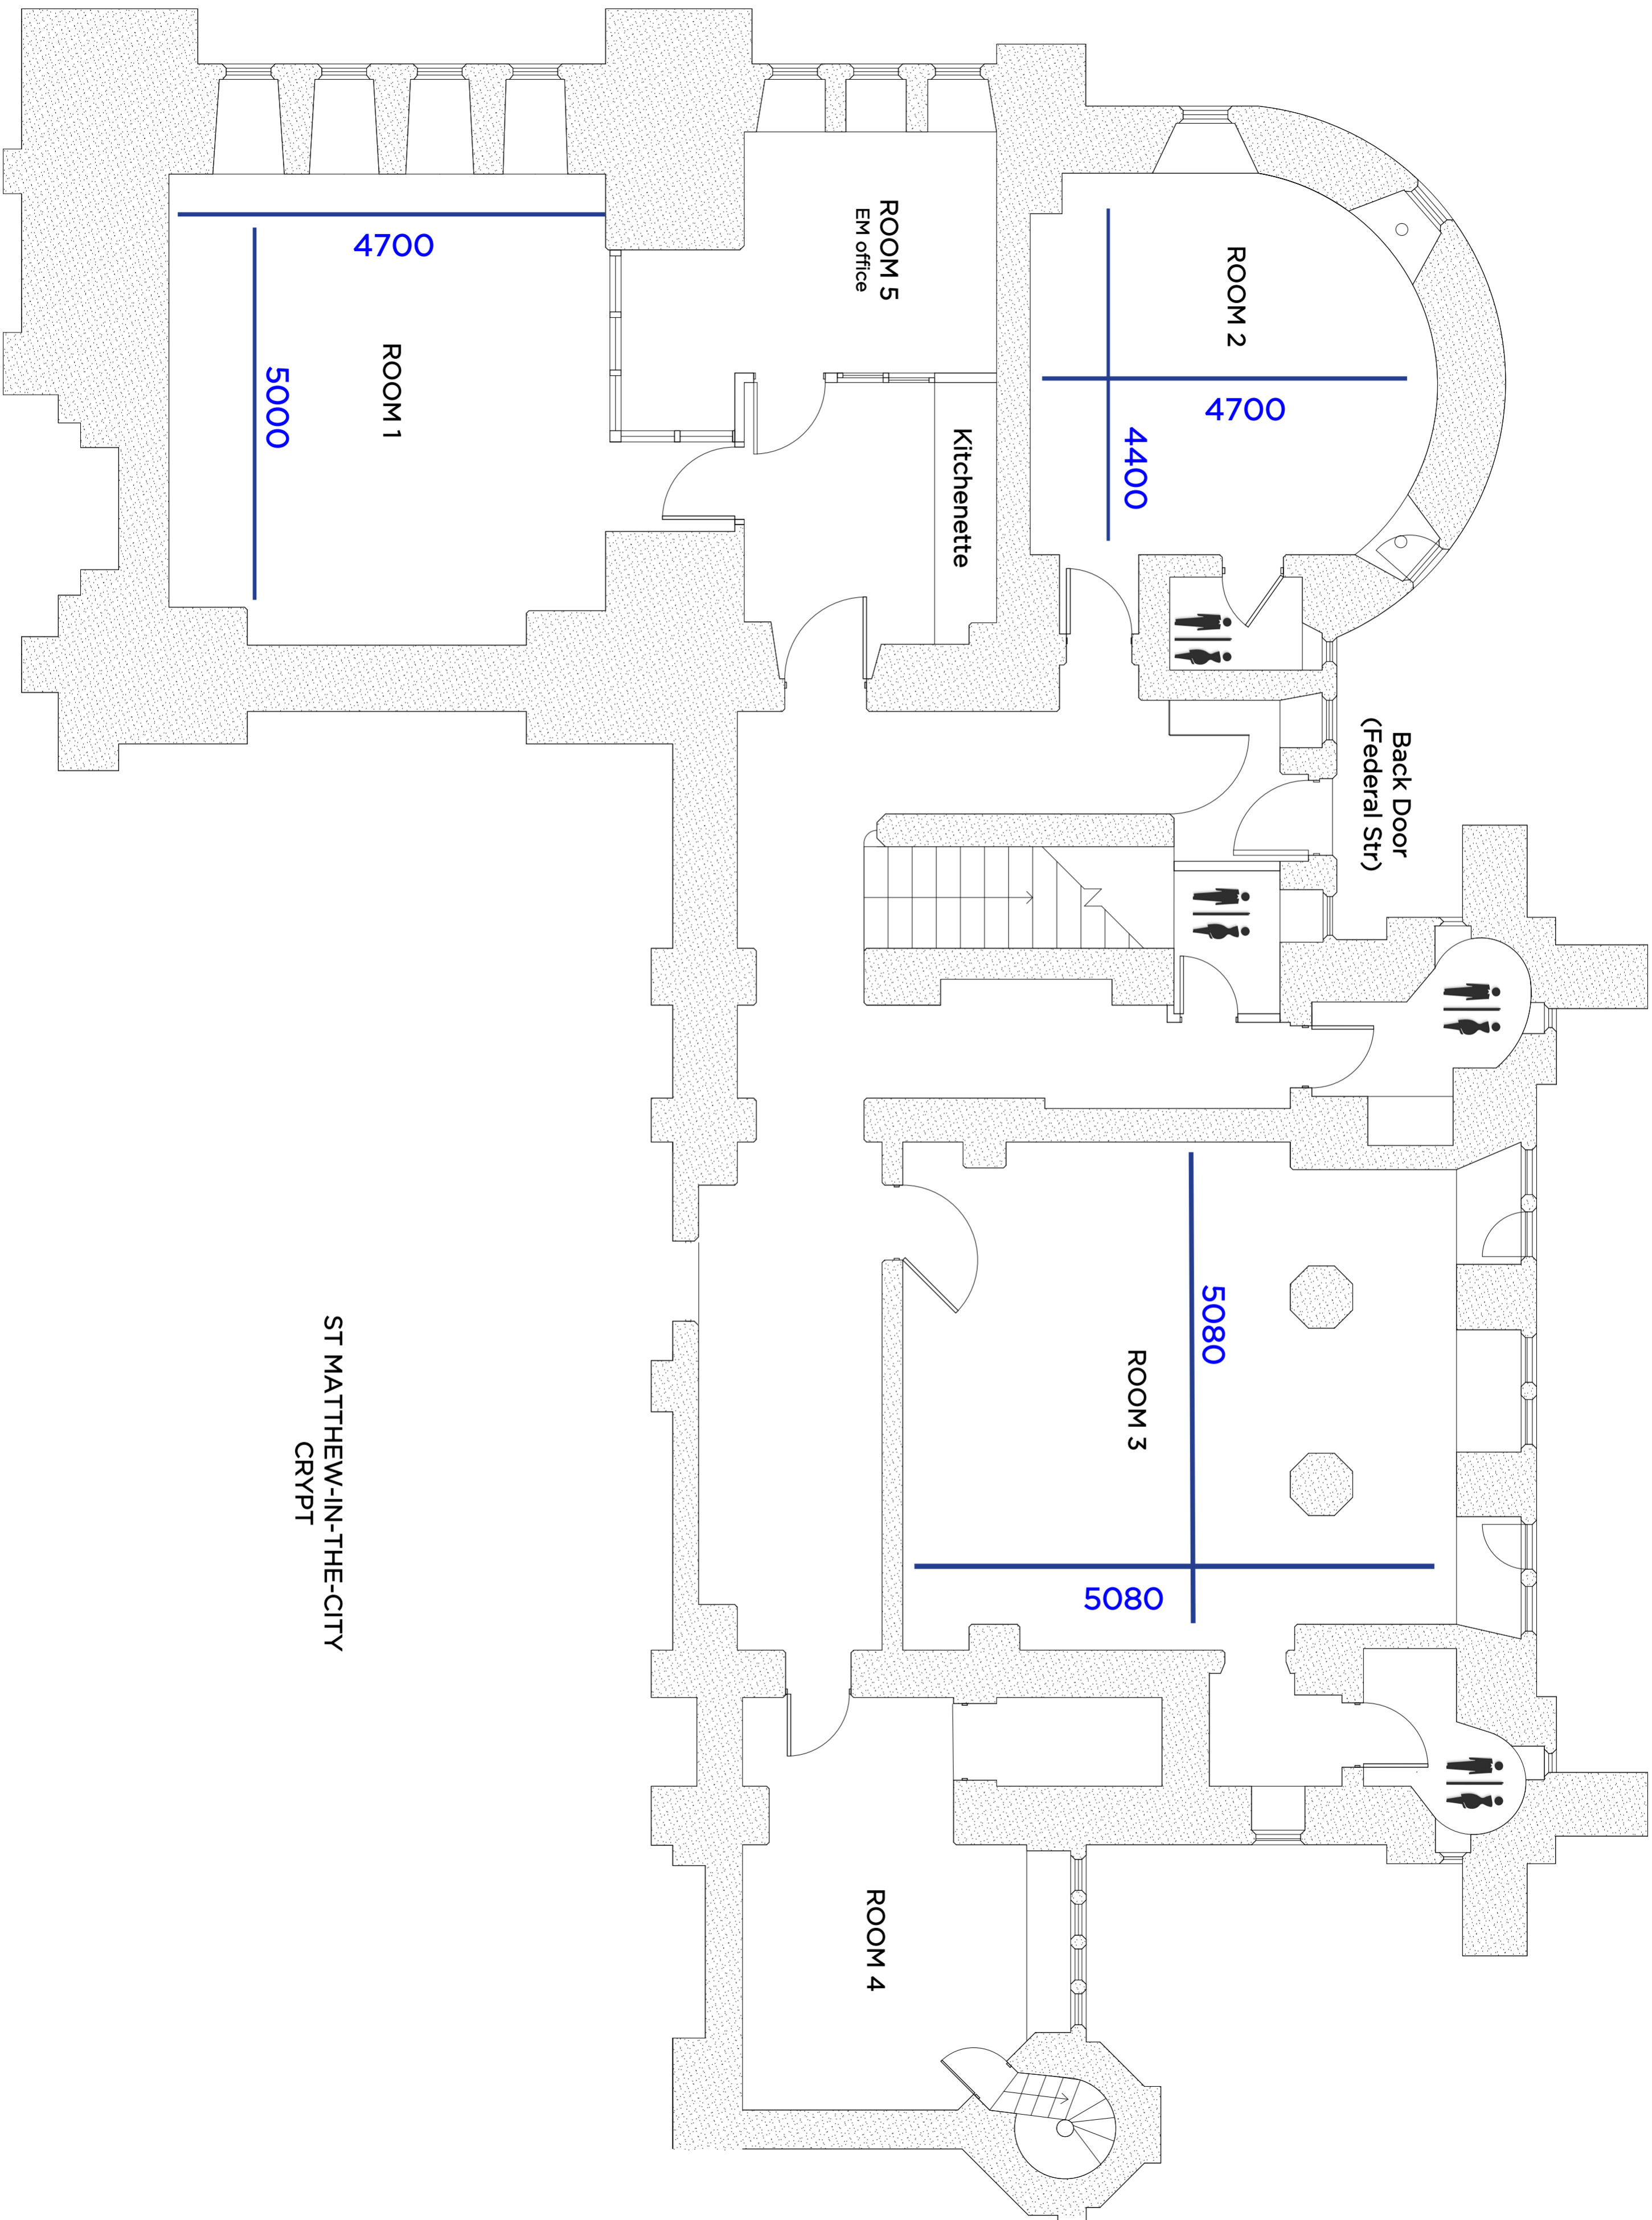 4700
5000
ROOM 1
ROOM 5
EM office
Kitchenette
ROOM 2
4700
4400
Back Door
(Federal Str)
5080
ROOM 3
5080
ROOM 4
ST MATTHEW-IN-THE-CITY
CRYPT